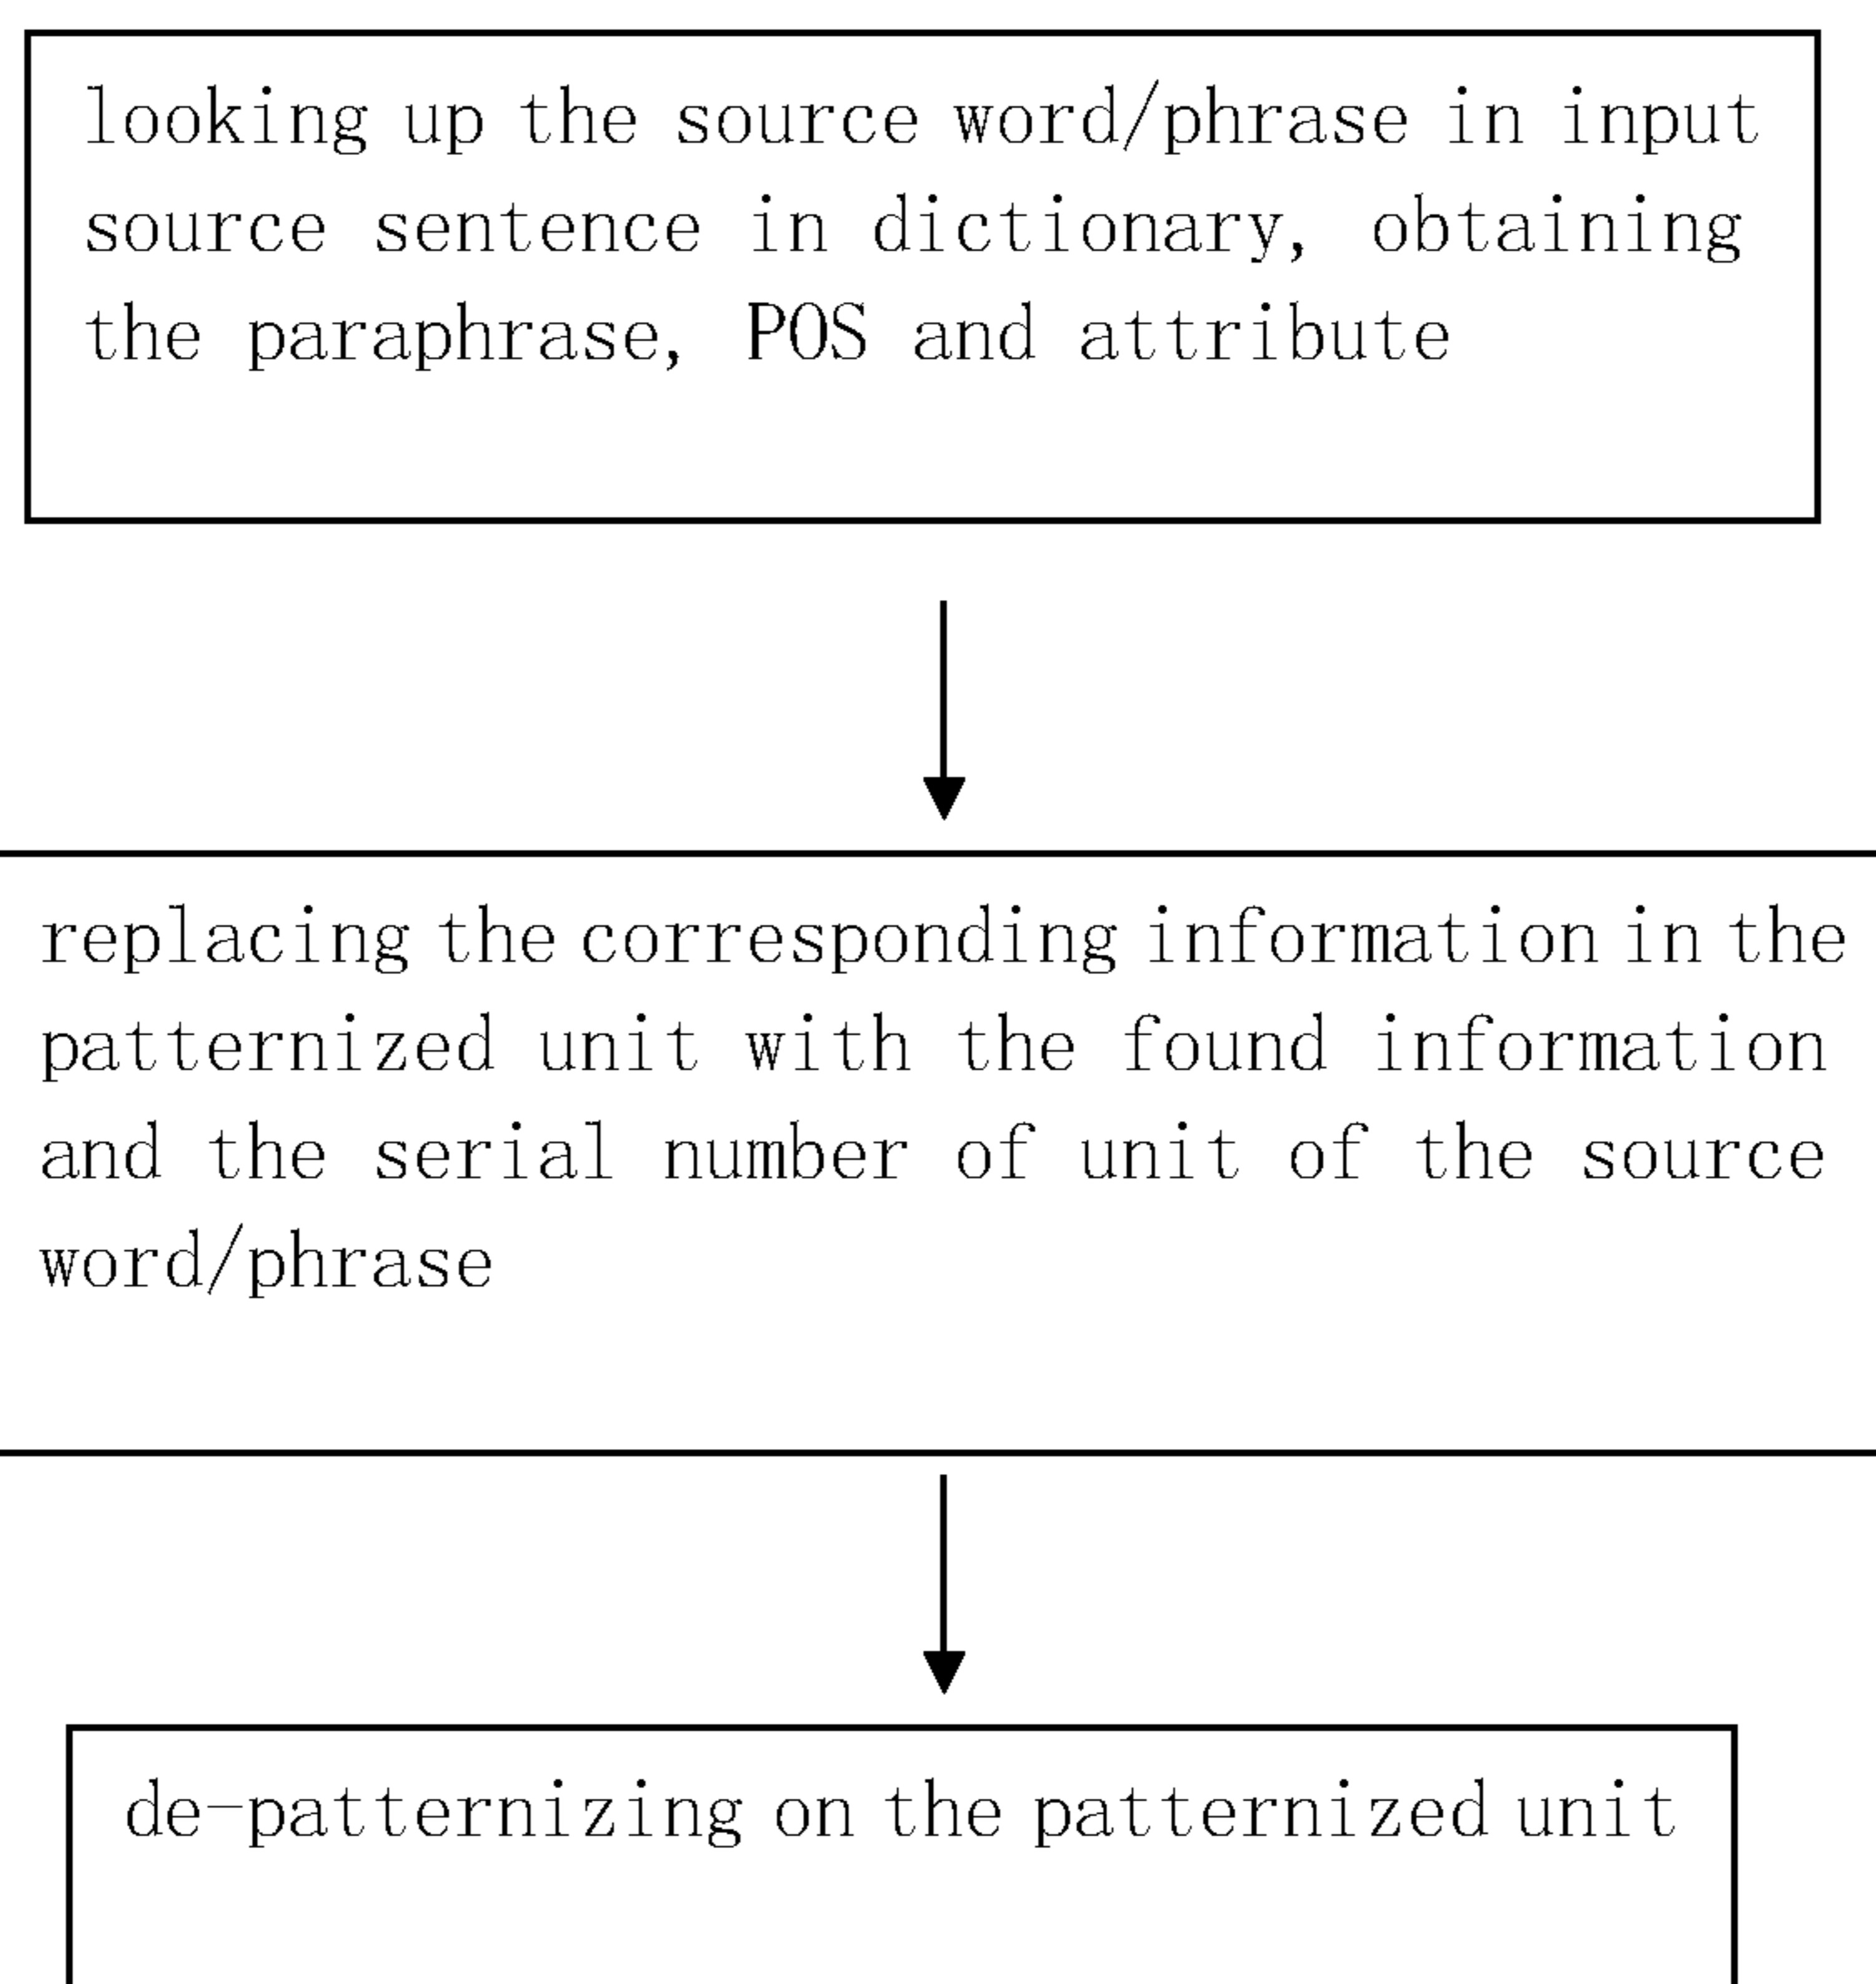 looking up the source word/phrase in input
source sentence in dictionary, obtaining
the paraphrase, POS and attribute
replacing the corresponding information in the
patternized unit with the found information
and the serial number of unit of the source
word/phrase
de-patternizing on the patternized unit